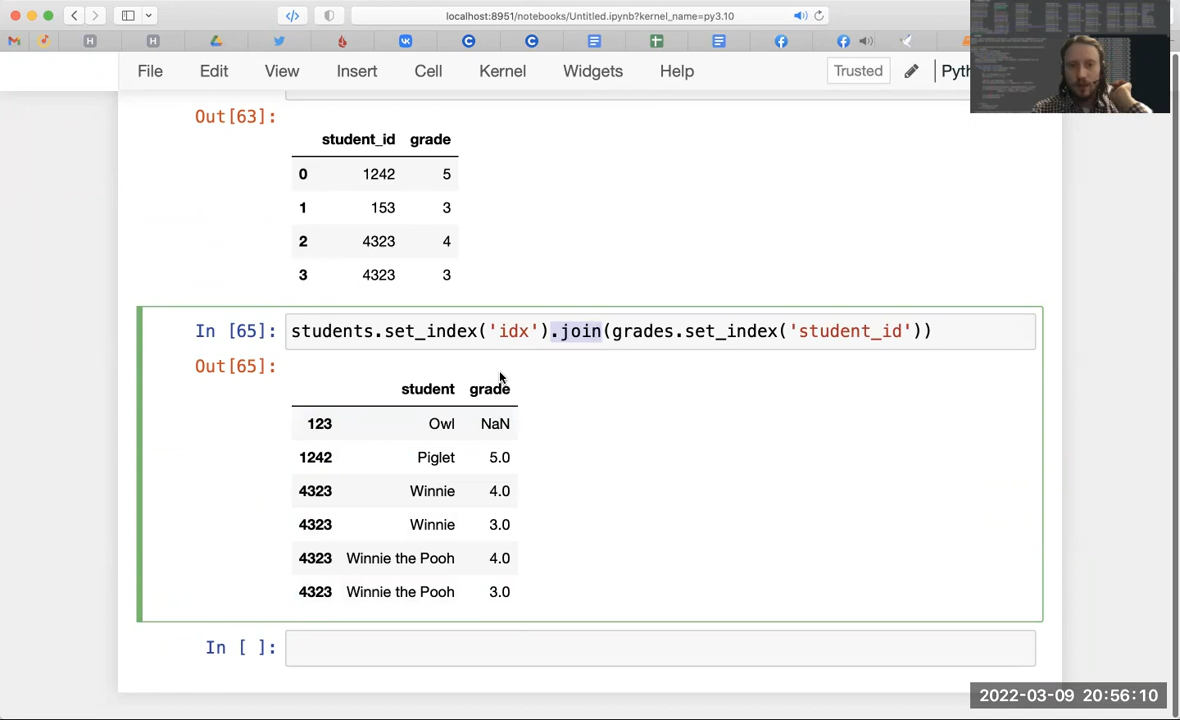 localhost:8951/notebooks/Untitled.ipynb?kernel_name=py3.10
File Edit View Insert Cell Kernel Widgets Help Trusted
Out[63]:
student_id grade
0 1242 5
1 153 3
2 4323 4
3 4323 3
In [65]: students.set_index('idx').join(grades.set_index('student_id'))
Out[65]:
student grade
123 Owl NaN
1242 Piglet 5.0
4323 Winnie 4.0
4323 Winnie 3.0
4323 Winnie the Pooh 4.0
4323 Winnie the Pooh 3.0
In [ ]:
2022-03-09 20:56:10